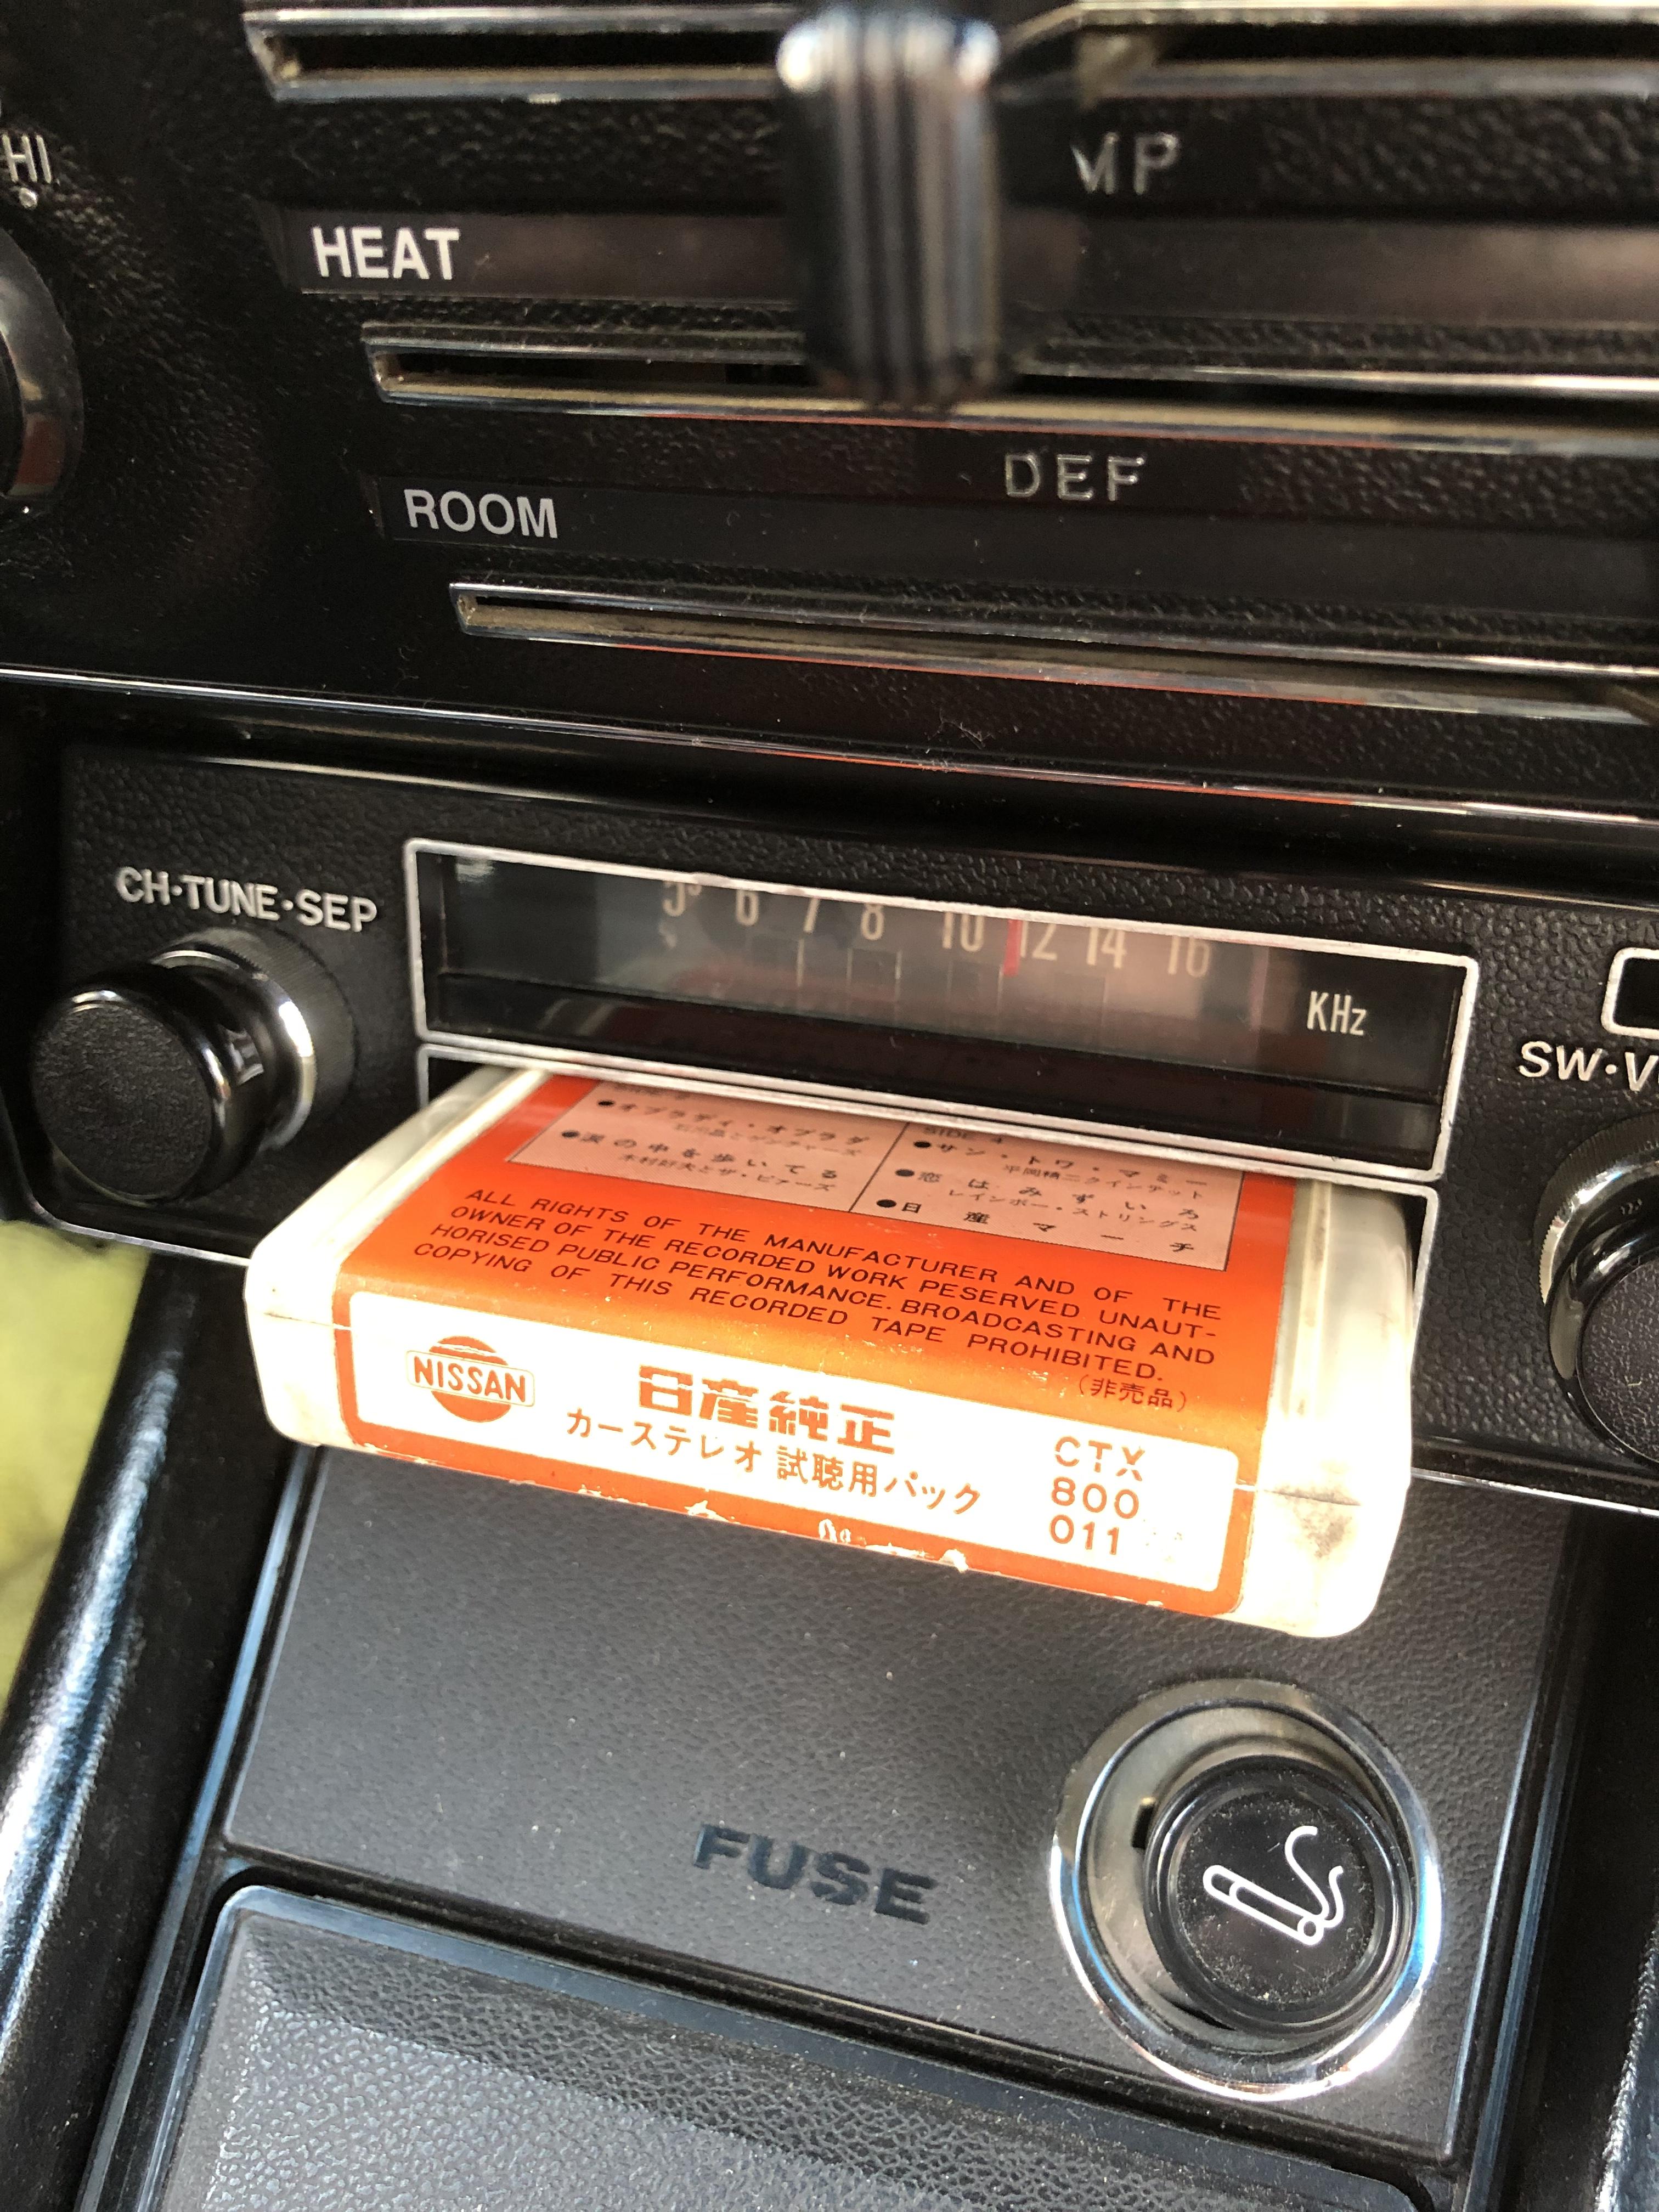 HI
MP
HEAT
DEF
ROOM
CH·TUNE·SEP
6 7 8 10 12 14 16
KHz
SW·V
●オブラディ・オブラダ
●涙の中を歩いてる
木村好夫とザ・ビアーズ
SIDE 4
●サン・トワ・マミー
平岡精二クインテット
●恋はみずいろ
レインボー・ストリングス
●日産マーチ
ALL RIGHTS OF THE MANUFACTURER AND OF THE
OWNER OF THE RECORDED WORK PESERVED UNAUT-
HORISED PUBLIC PERFORMANCE. BROADCASTING AND
COPYING OF THIS RECORDED TAPE PROHIBITED.
(非売品)
NISSAN
日産純正
カーステレオ試聴用パック
CTX
800
011
FUSE